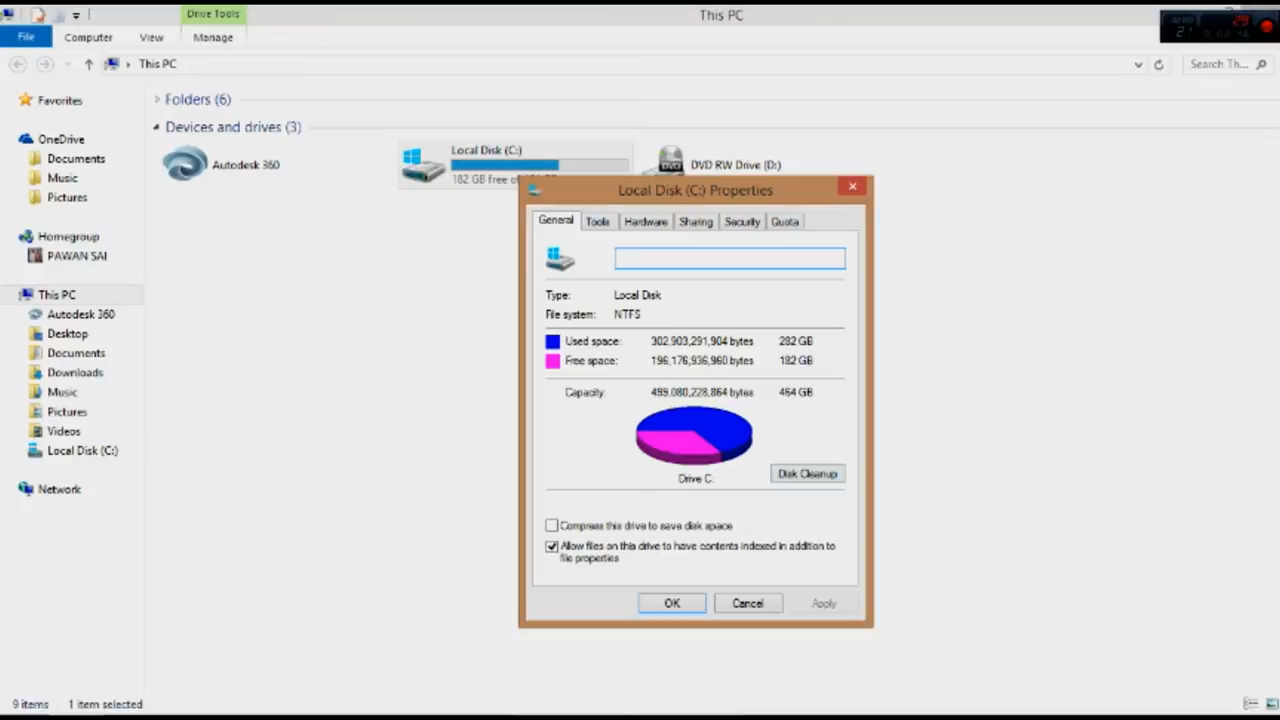 Drive Tools
This PC
File
Computer
View
Manage
This PC
Search Th...
Favorites
OneDrive
Documents
Music
Pictures
Homegroup
PAWAN SAI
This PC
Autodesk 360
Desktop
Documents
Downloads
Music
Pictures
Videos
Local Disk (C:)
Network
Folders (6)
Devices and drives (3)
Autodesk 360
Local Disk (C:)
182 GB free of
DVD RW Drive (D:)
DVD
Local Disk (C:) Properties
General
Tools
Hardware
Sharing
Security
Quota
Type: Local Disk
File system: NTFS
Used space: 302,903,291,904 bytes 282 GB
Free space: 196,176,936,960 bytes 182 GB
Capacity: 499,080,228,864 bytes 464 GB
Drive C:
Disk Cleanup
Compress this drive to save disk space
Allow files on this drive to have contents indexed in addition to
file properties
OK
Cancel
Apply
9 items
1 item selected